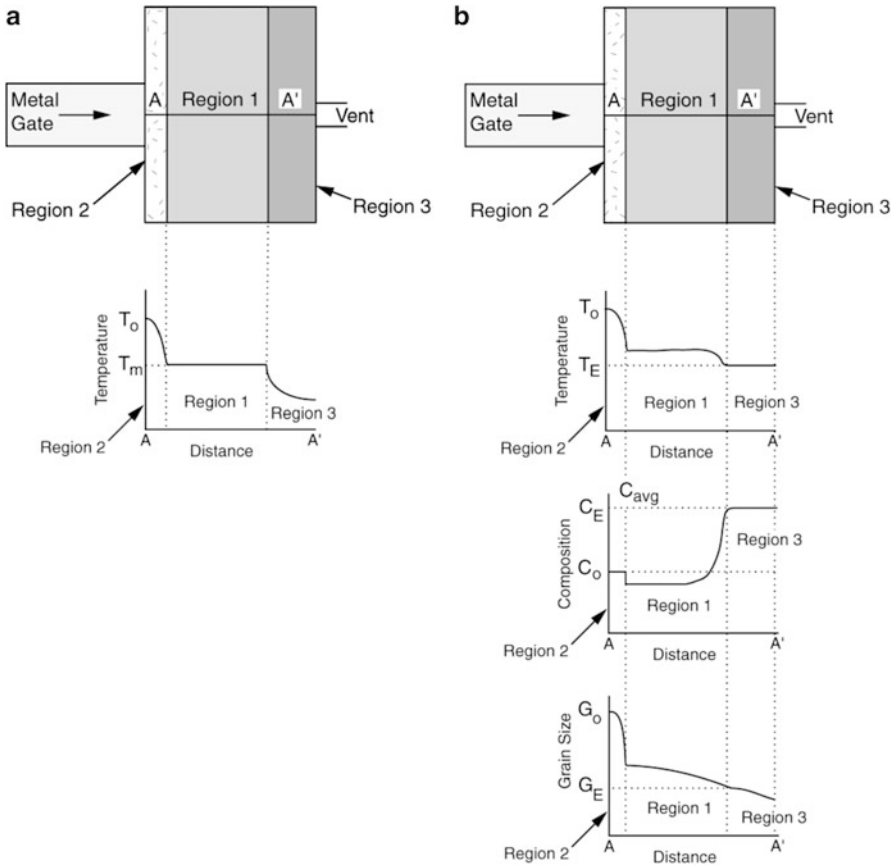 a
Metal
Gate
A
Region 1
A'
Vent
Region 2
Region 3
Temperature
To
Tm
Region 1
Region 3
Region 2
A
A'
Distance
b
Metal
Gate
A
Region 1
A'
Vent
Region 2
Region 3
Temperature
To
TE
Region 1
Region 3
Region 2
A
A'
Distance
Composition
Cavg
CE
Region 3
Co
Region 1
Region 2
A
A'
Distance
Grain Size
Go
GE
Region 1
Region 3
Region 2
A
A'
Distance